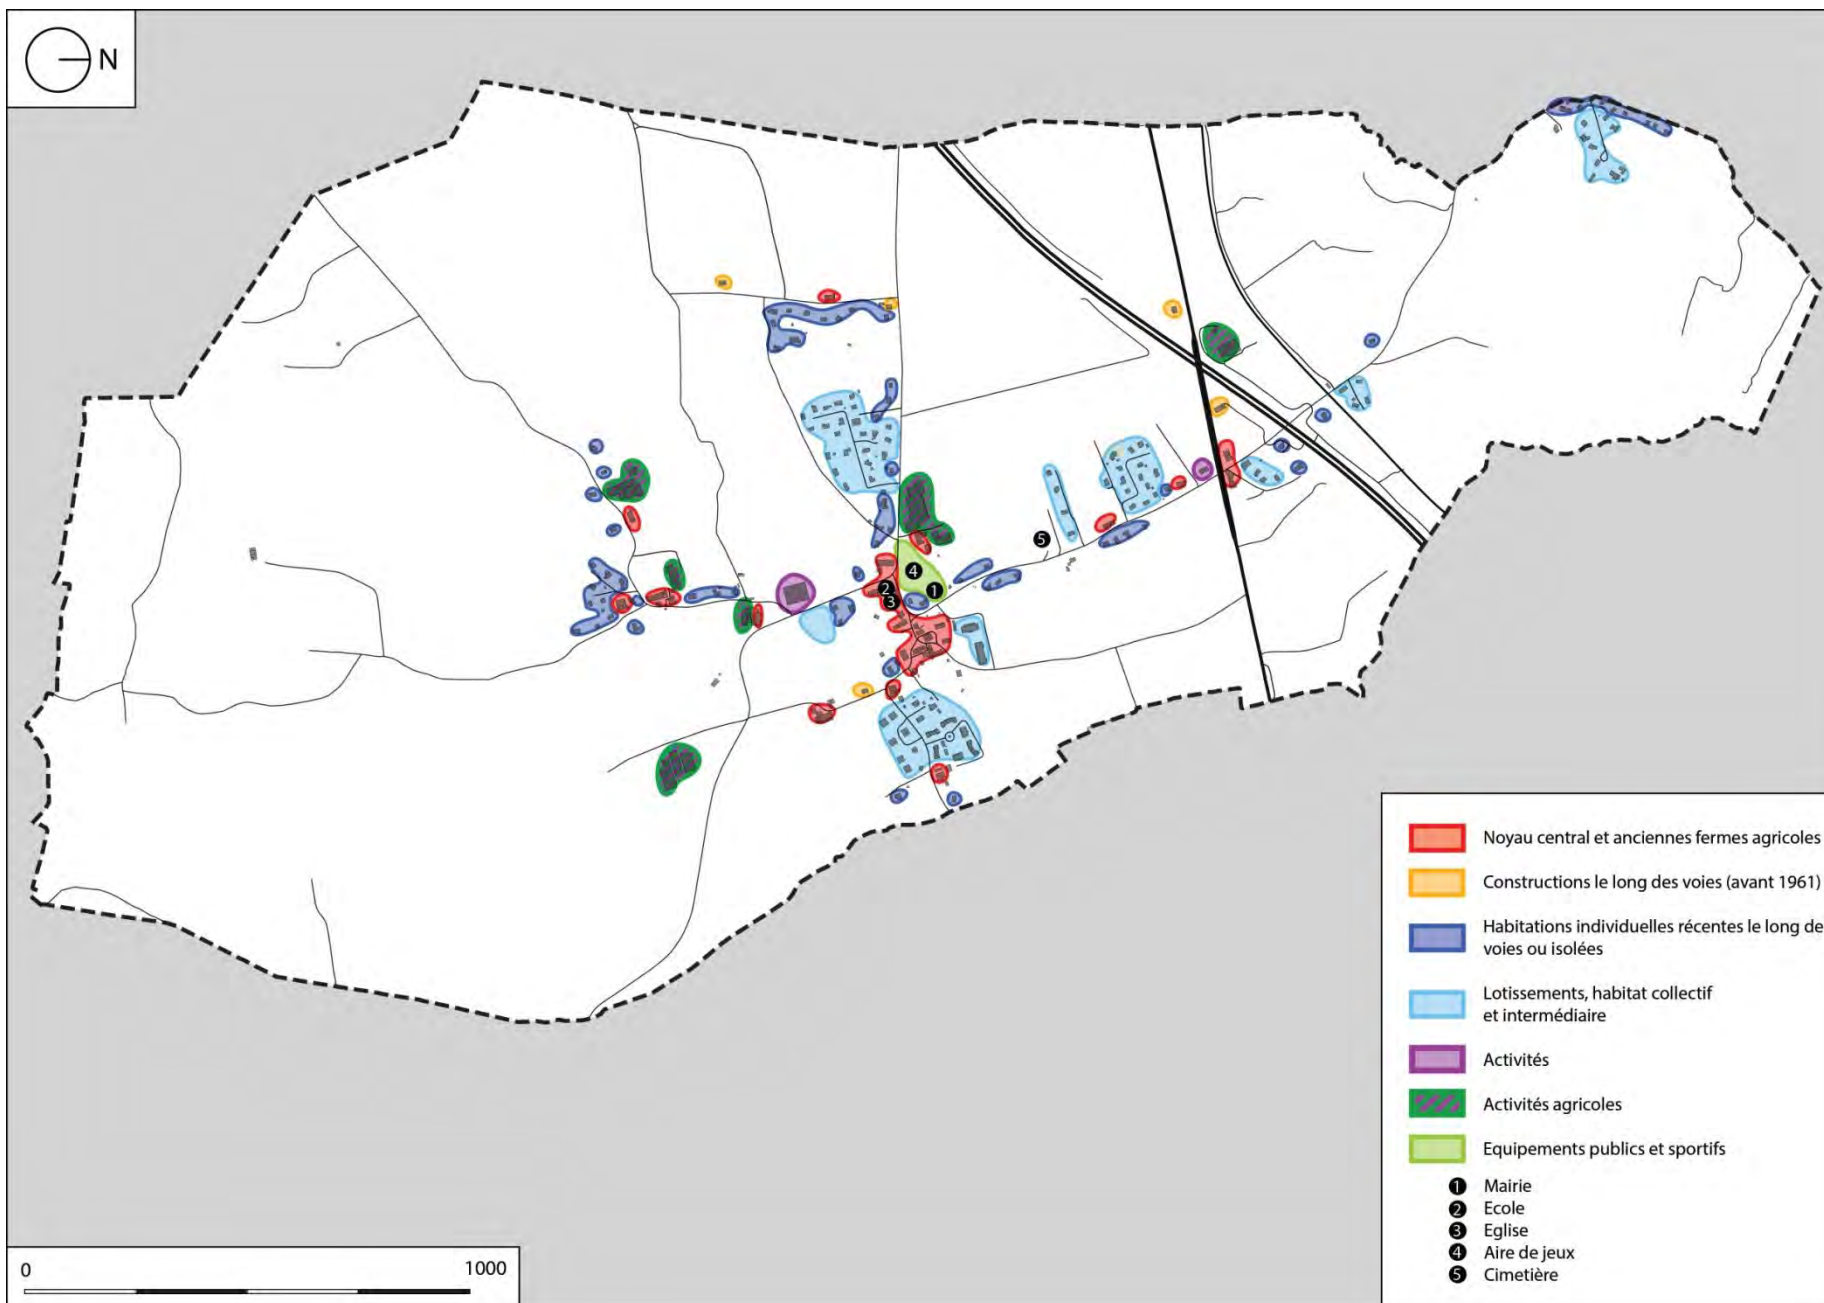 N
4
5
2
1
3
Noyau central et anciennes fermes agricoles
Constructions le long des voies (avant 1961)
Habitations individuelles récentes le long de
voies ou isolées
Lotissements, habitat collectif
et intermédiaire
Activités
Activités agricoles
Equipements publics et sportifs
1 Mairie
2 Ecole
3 Eglise
4 Aire de jeux
5 Cimetière
0 1000